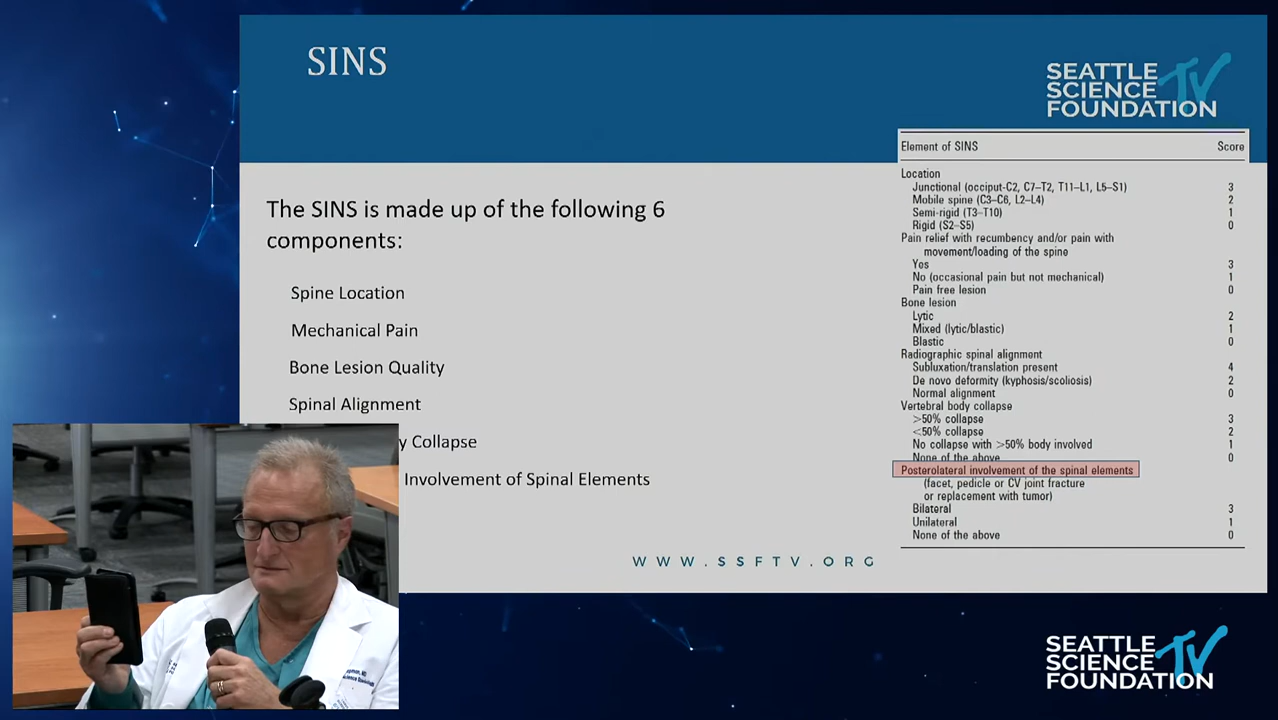 SINS
SEATTLE
SCIENCE TV
FOUNDATION
The SINS is made up of the following 6
components:
Spine Location
Mechanical Pain
Bone Lesion Quality
Spinal Alignment
y Collapse
Involvement of Spinal Elements
Element of SINS Score
Location
Junctional (occiput-C2, C7–T2, T11–L1, L5–S1) 3
Mobile spine (C3–C6, L2–L4) 2
Semi-rigid (T3–T10) 1
Rigid (S2–S5) 0
Pain relief with recumbency and/or pain with
movement/loading of the spine
Yes 3
No (occasional pain but not mechanical) 1
Pain free lesion 0
Bone lesion
Lytic 2
Mixed (lytic/blastic) 1
Blastic 0
Radiographic spinal alignment
Subluxation/translation present 4
De novo deformity (kyphosis/scoliosis) 2
Normal alignment 0
Vertebral body collapse
>50% collapse 3
<50% collapse 2
No collapse with >50% body involved 1
None of the above 0
Posterolateral involvement of the spinal elements
(facet, pedicle or CV joint fracture
or replacement with tumor)
Bilateral 3
Unilateral 1
None of the above 0
WWW.SSFTV.ORG
SEATTLE
SCIENCE TV
FOUNDATION